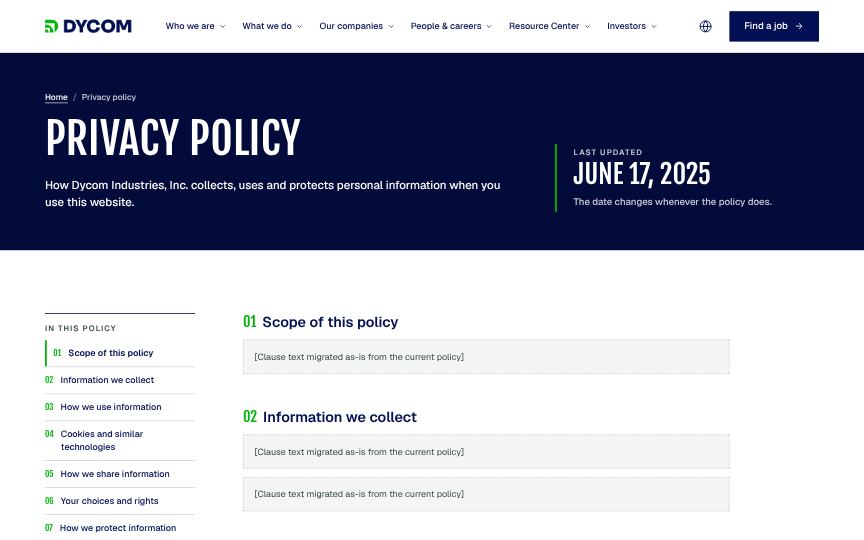 DYCOM
Who we are
What we do
Our companies
People & careers
Resource Center
Investors
Find a job
Home / Privacy policy
PRIVACY POLICY
How Dycom Industries, Inc. collects, uses and protects personal information when you
use this website.
LAST UPDATED
JUNE 17, 2025
The date changes whenever the policy does.
IN THIS POLICY
01 Scope of this policy
02 Information we collect
03 How we use information
04 Cookies and similar
technologies
05 How we share information
06 Your choices and rights
07 How we protect information
01 Scope of this policy
[Clause text migrated as-is from the current policy]
02 Information we collect
[Clause text migrated as-is from the current policy]
[Clause text migrated as-is from the current policy]